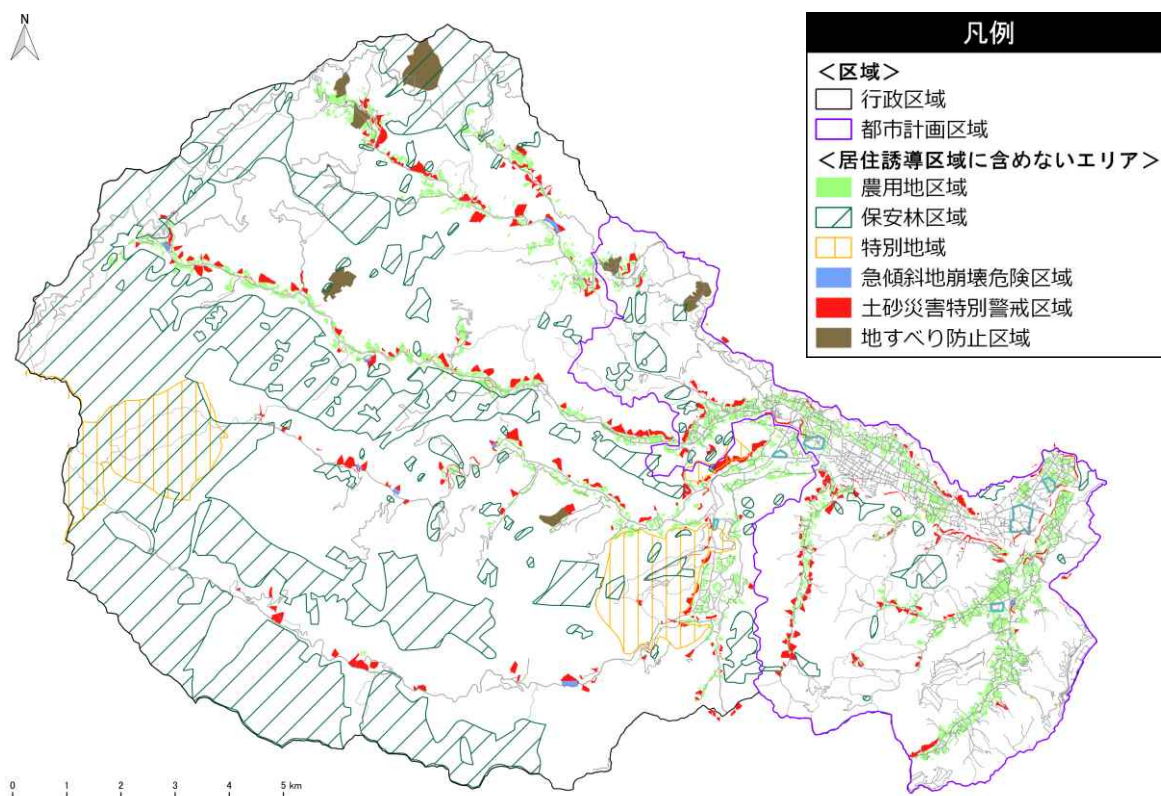 N
凡例
＜区域＞
行政区域
都市計画区域
＜居住誘導区域に含めないエリア＞
農用地区域
保安林区域
特別地域
急傾斜地崩壊危険区域
土砂災害特別警戒区域
地すべり防止区域
0 1 2 3 4 5 km